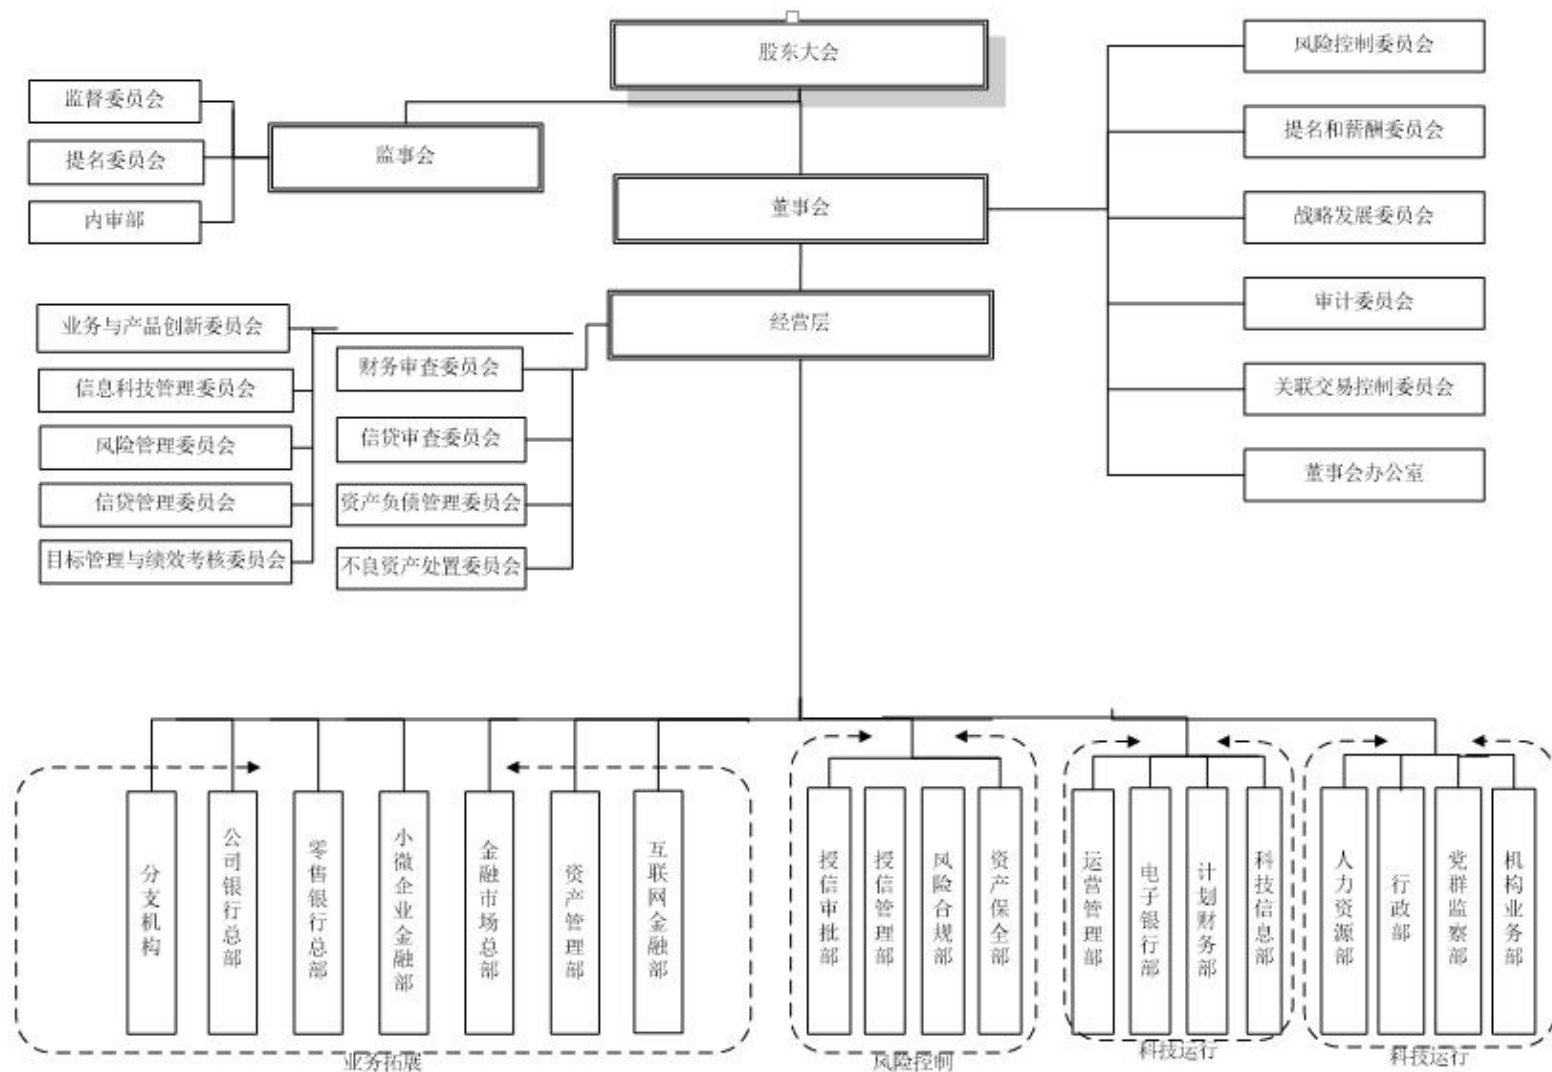 股东大会
风险控制委员会
监督委员会
提名和薪酬委员会
监事会
提名委员会
董事会
战略发展委员会
内审部
审计委员会
经营层
业务与产品创新委员会
财务审查委员会
信息科技管理委员会
关联交易控制委员会
信贷审查委员会
风险管理委员会
董事会办公室
信贷管理委员会
资产负债管理委员会
目标管理与绩效考核委员会
不良资产处置委员会
分支机构
公司银行总部
零售银行总部
小微企业金融部
金融市场总部
资产管理部
互联网金融部
授信审批部
授信管理部
风险合规部
资产保全部
运营管理部
电子银行部
计划财务部
科技信息部
人力资源部
行政部
党群监察部
机构业务部
业务拓展
风险控制
科技运行
科技运行